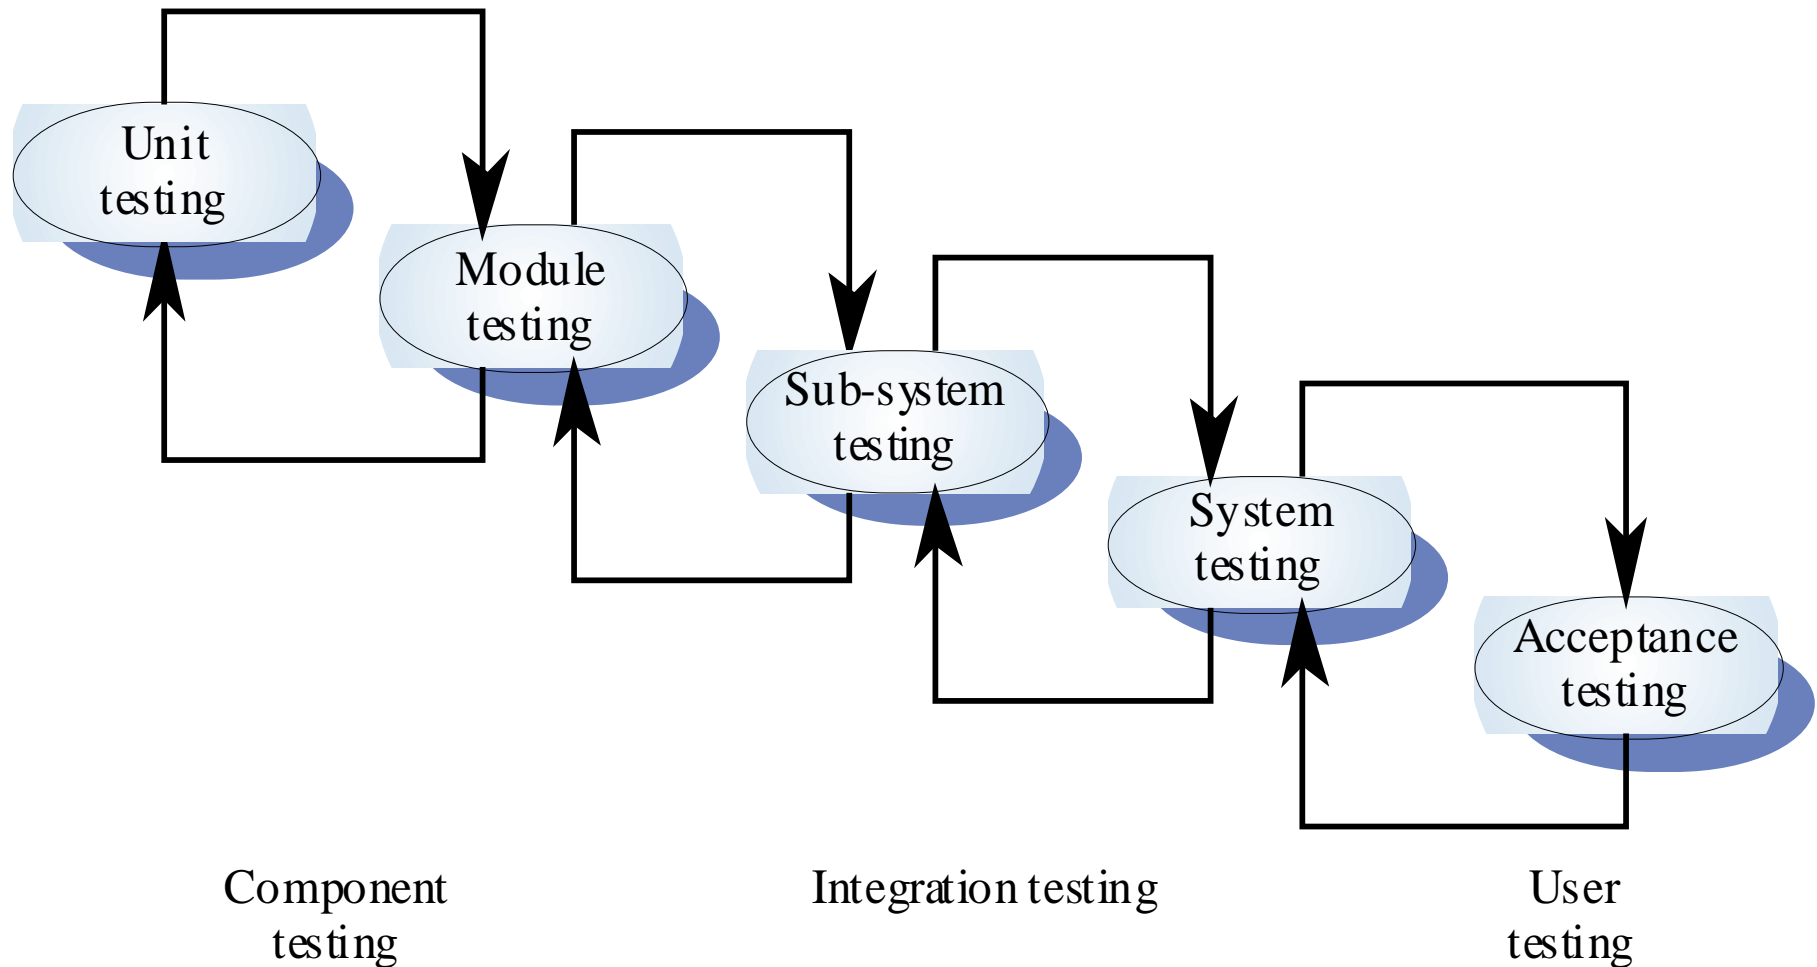 Unit
testing
Module
testing
Sub-system
testing
System
testing
Acceptance
testing
Component
testing
Integration testing
User
testing